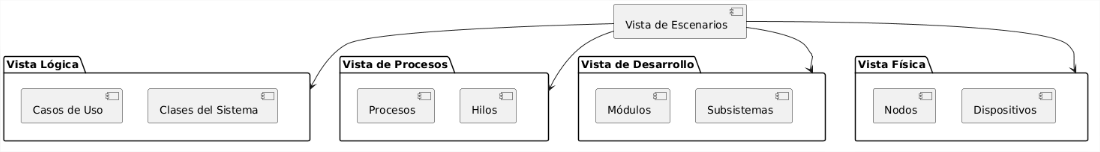 Vista de Escenarios
Vista Lógica
Casos de Uso
Clases del Sistema
Vista de Procesos
Procesos
Hilos
Vista de Desarrollo
Módulos
Subsistemas
Vista Física
Nodos
Dispositivos